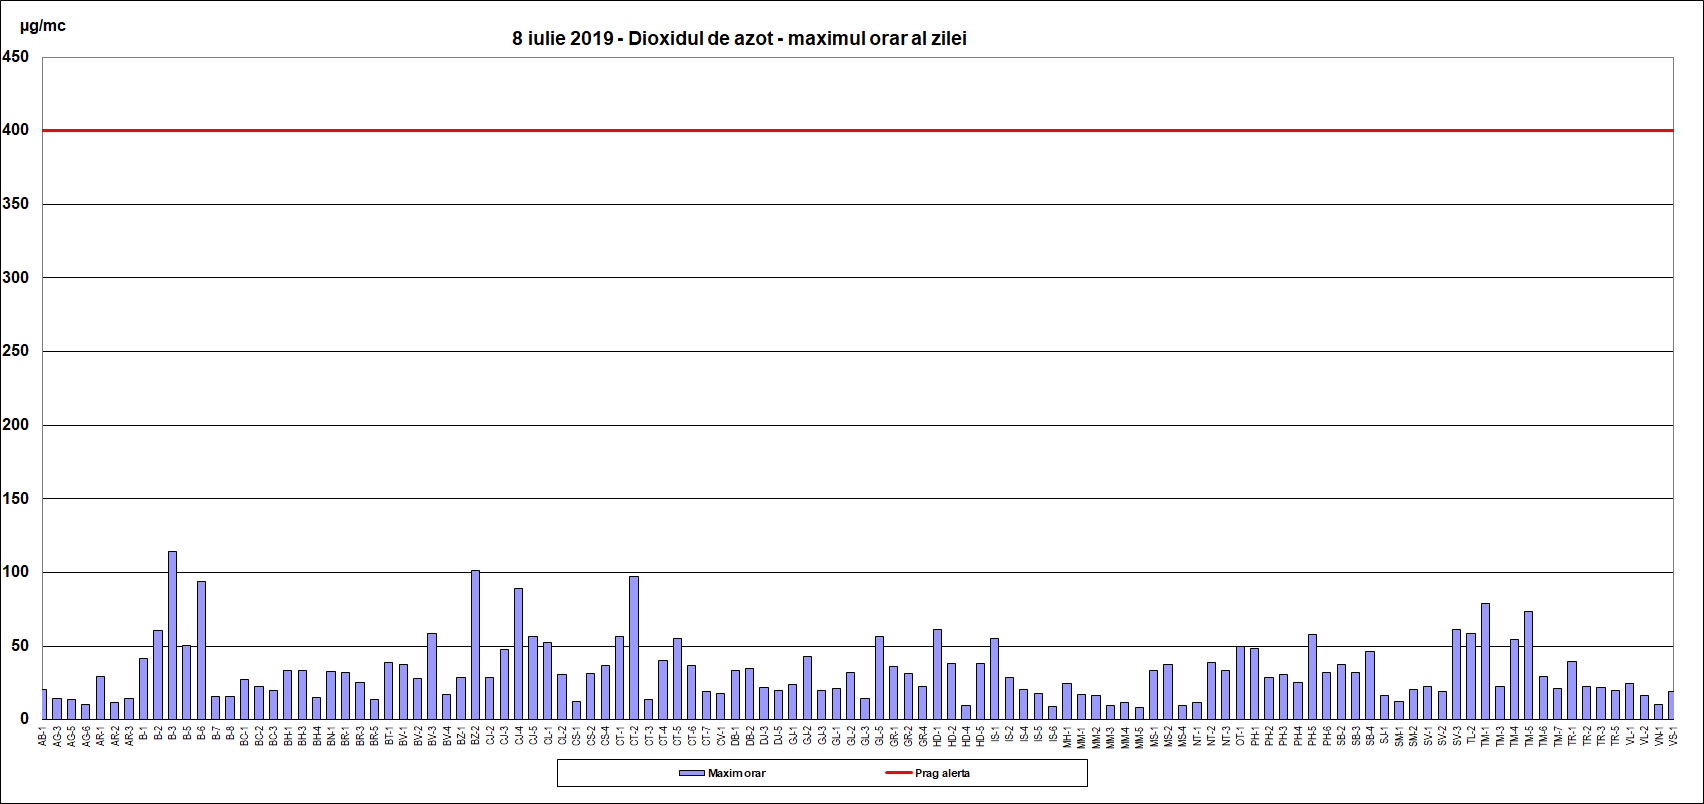 µg/mc
8 iulie 2019 - Dioxidul de azot - maximul orar al zilei
450
400
350
300
250
200
150
100
50
0
AB-1 AG-3 AG-5 AG-6 AR-1 AR-2 AR-3 B-1 B-2 B-3 B-5 B-6 B-7 B-8 BC-1 BC-2 BC-3 BH-1 BH-3 BH-4 BN-1 BR-1 BR-3 BR-5 BT-1 BV-1 BV-2 BV-3 BV-4 BZ-1 BZ-2 CJ-2 CJ-3 CJ-4 CJ-5 CL-1 CL-2 CS-1 CS-2 CS-4 CT-1 CT-2 CT-3 CT-4 CT-5 CT-6 CT-7 CV-1 DB-1 DB-2 DJ-3 DJ-5 GJ-1 GJ-2 GJ-3 GL-1 GL-2 GL-3 GL-5 GR-1 GR-2 GR-4 HD-1 HD-2 HD-4 HD-5 IS-1 IS-2 IS-4 IS-5 IS-6 MH-1 MM-1 MM-2 MM-3 MM-4 MM-5 MS-1 MS-2 MS-4 NT-1 NT-2 NT-3 OT-1 PH-1 PH-2 PH-3 PH-4 PH-5 PH-6 SB-2 SB-3 SB-4 SJ-1 SM-1 SM-2 SV-1 SV-2 SV-3 TL-2 TM-1 TM-3 TM-4 TM-5 TM-6 TM-7 TR-1 TR-2 TR-3 TR-5 VL-1 VL-2 VN-1 VS-1
Maxim orar Prag alerta